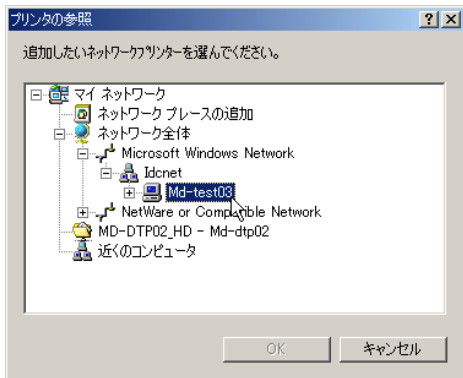 プリンタの参照
追加したいネットワークプリンターを選んでください。
マイ ネットワーク
ネットワーク プレースの追加
ネットワーク全体
Microsoft Windows Network
Idcnet
Md-test03
NetWare or Compatible Network
MD-DTP02_HD - Md-dtp02
近くのコンピュータ
OK
キャンセル